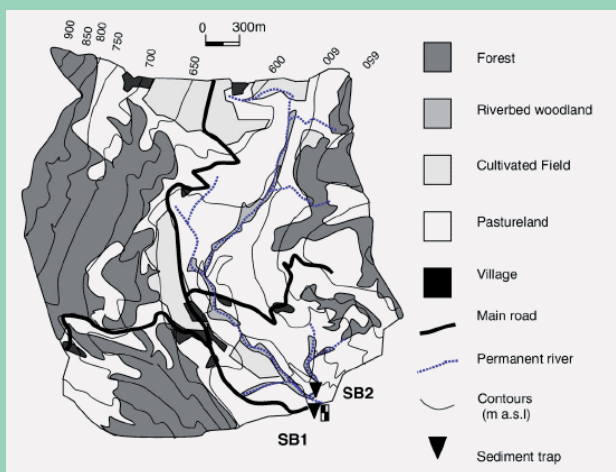 0 300m
900
850
800
750
700
650
600
600
650
Forest
Riverbed woodland
Cultivated Field
Pastureland
Village
Main road
Permanent river
Contours
(m a.s.l)
Sediment trap
SB2
SB1